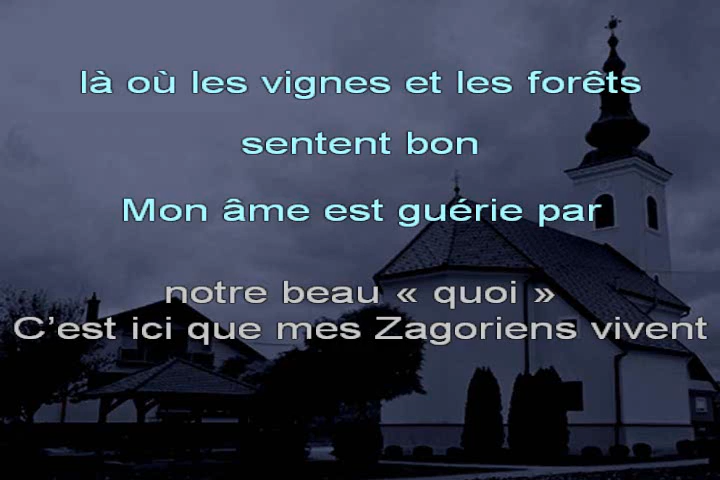 là où les vignes et les forêts
sentent bon
Mon âme est guérie par
notre beau « quoi »
C’est ici que mes Zagoriens vivent